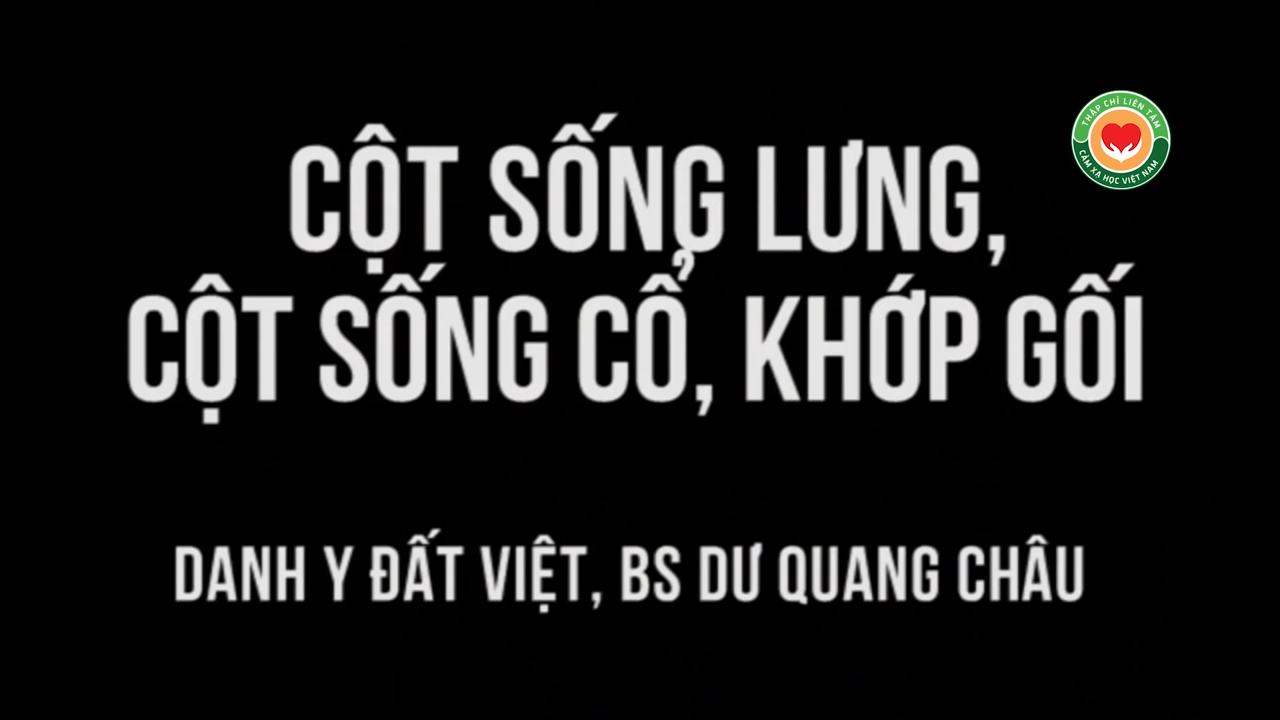 THẬP CHỈ LIÊN TÂM
CẢM XẠ HỌC VIỆT NAM
CỘT SỐNG LƯNG,
CỘT SỐNG CỔ, KHỚP GỐI
DANH Y ĐẤT VIỆT, BS DƯ QUANG CHÂU